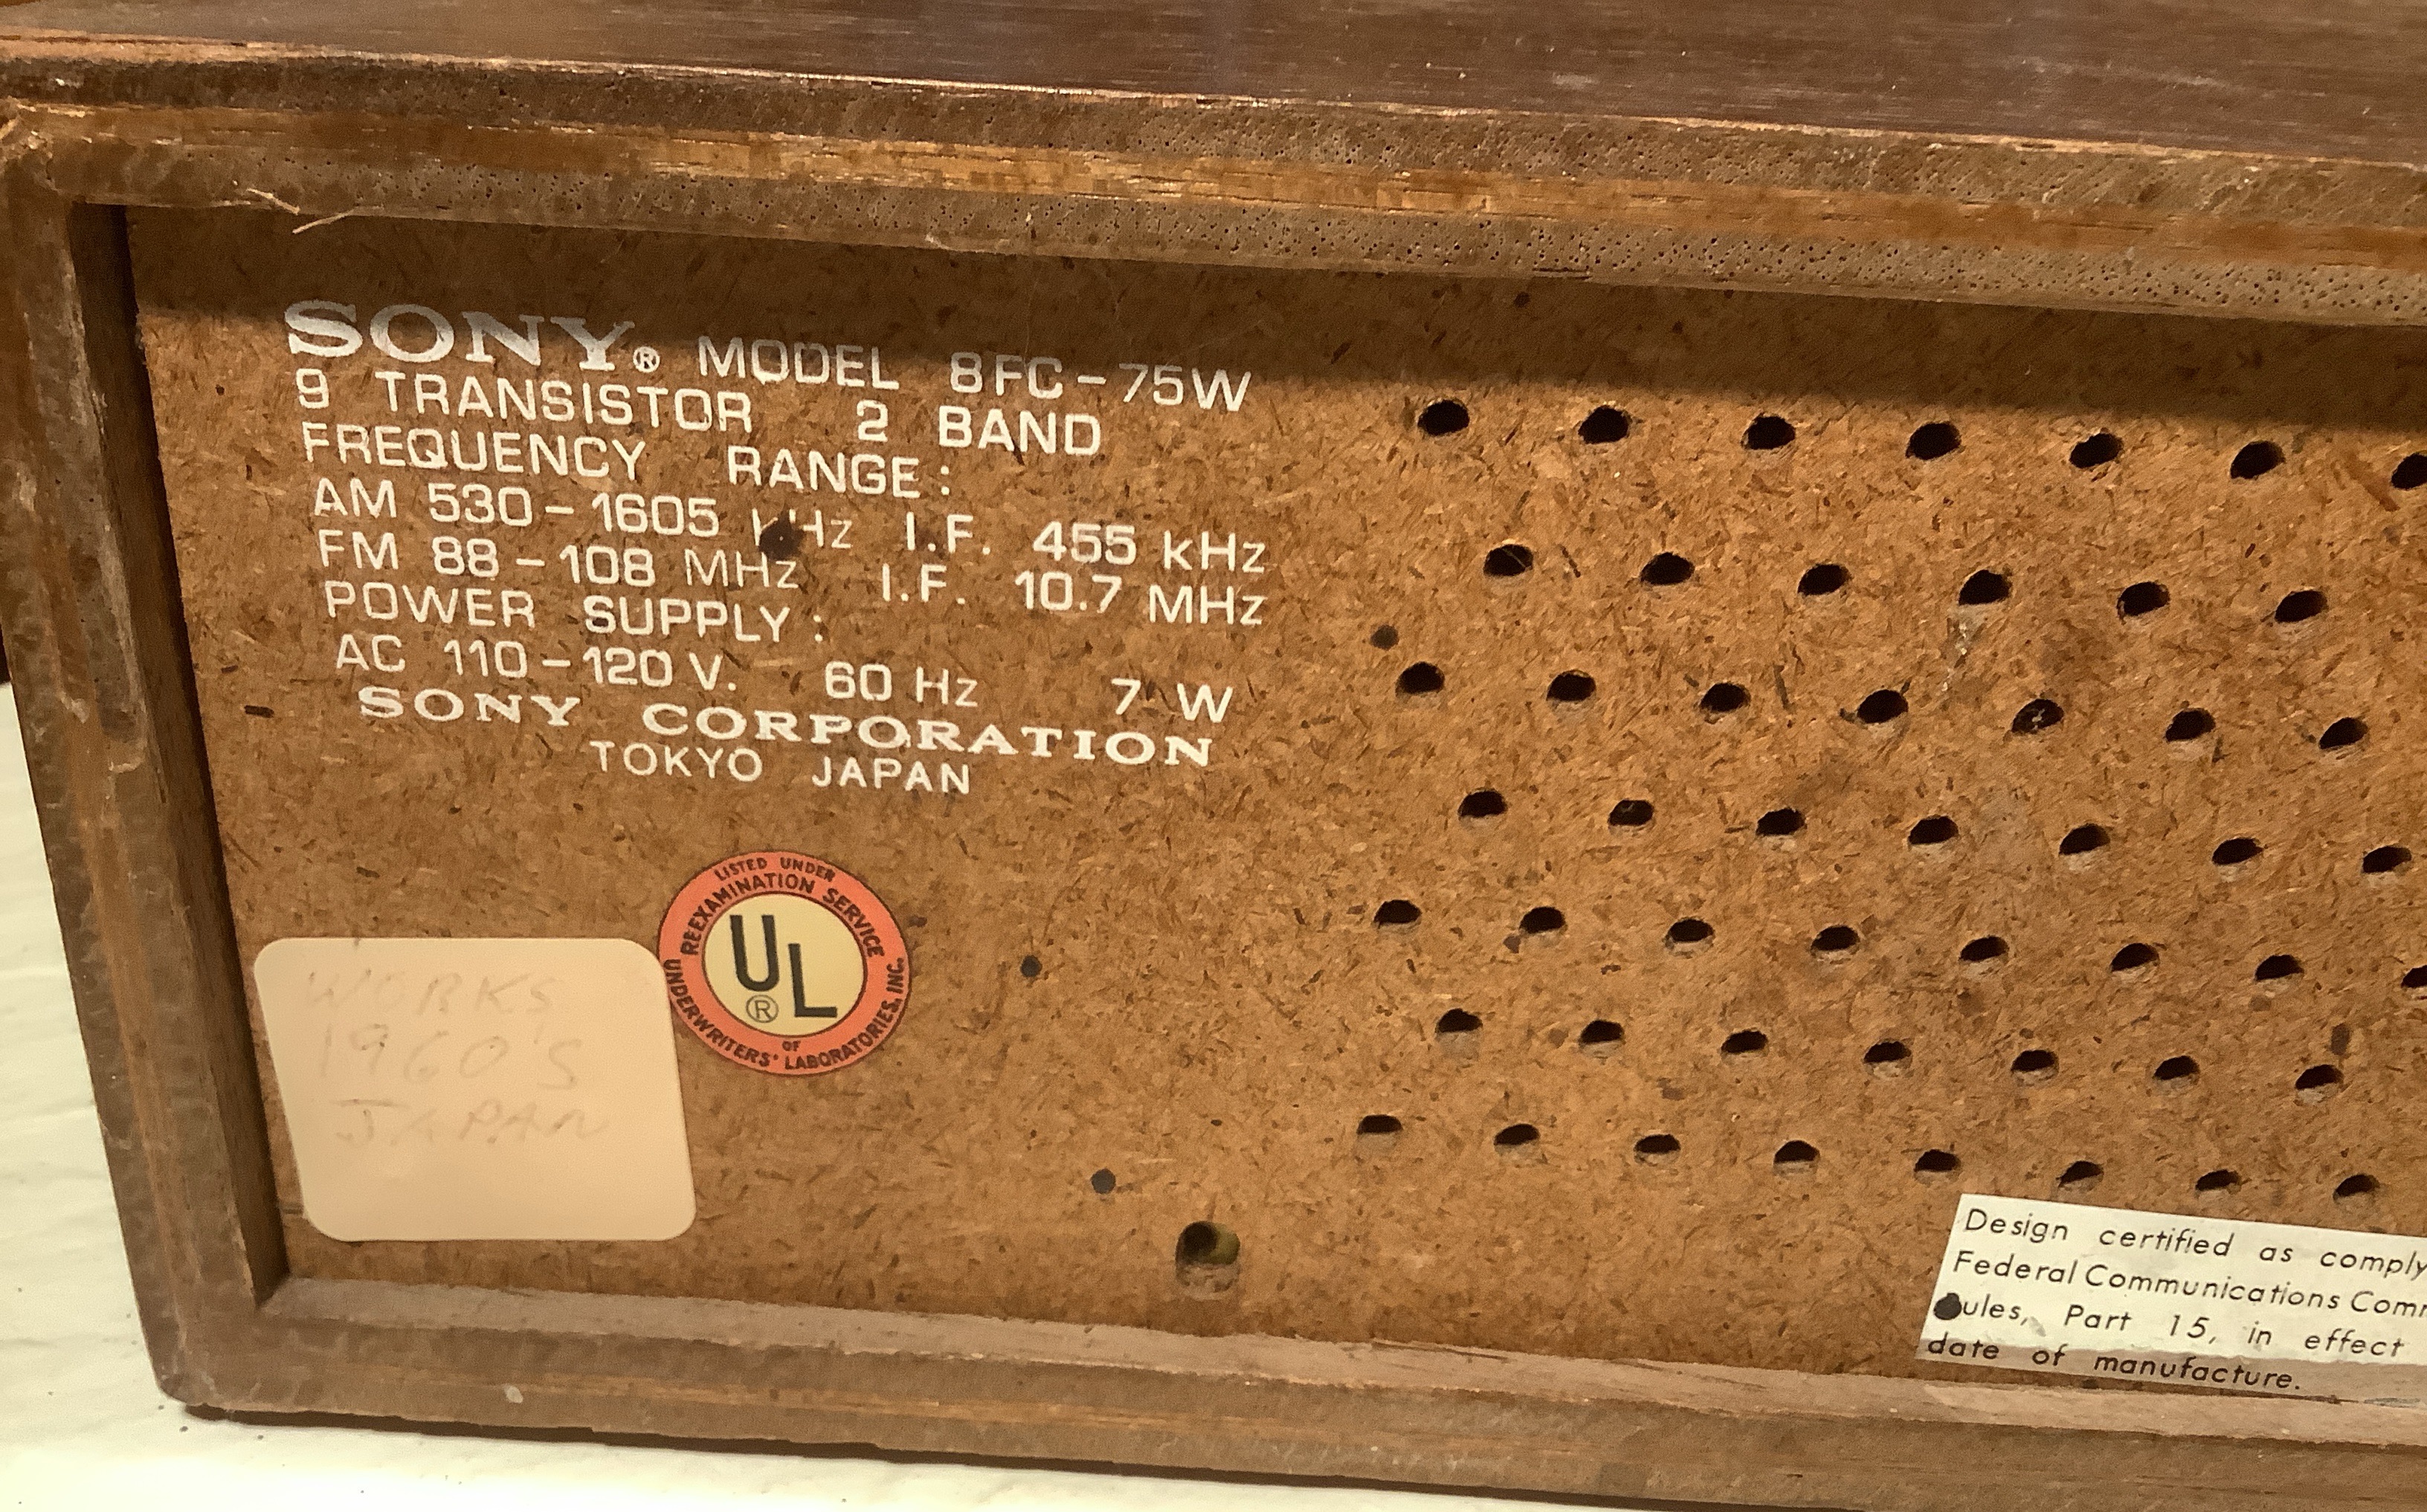 SONY® MODEL 8FC-75W
9 TRANSISTOR 2 BAND
FREQUENCY RANGE:
AM 530-1605 kHz I.F. 455 kHz
FM 88-108 MHz I.F. 10.7 MHz
POWER SUPPLY:
AC 110-120 V. 60 Hz 7 W
SONY CORPORATION
TOKYO JAPAN
LISTED UNDER
REEXAMINATION SERVICE
UL®
OF
UNDERWRITERS' LABORATORIES, INC.
WORKS
1960'S
JAPAN
Design certified as comply
Federal Communications Comm
ules, Part 15, in effect
date of manufacture.